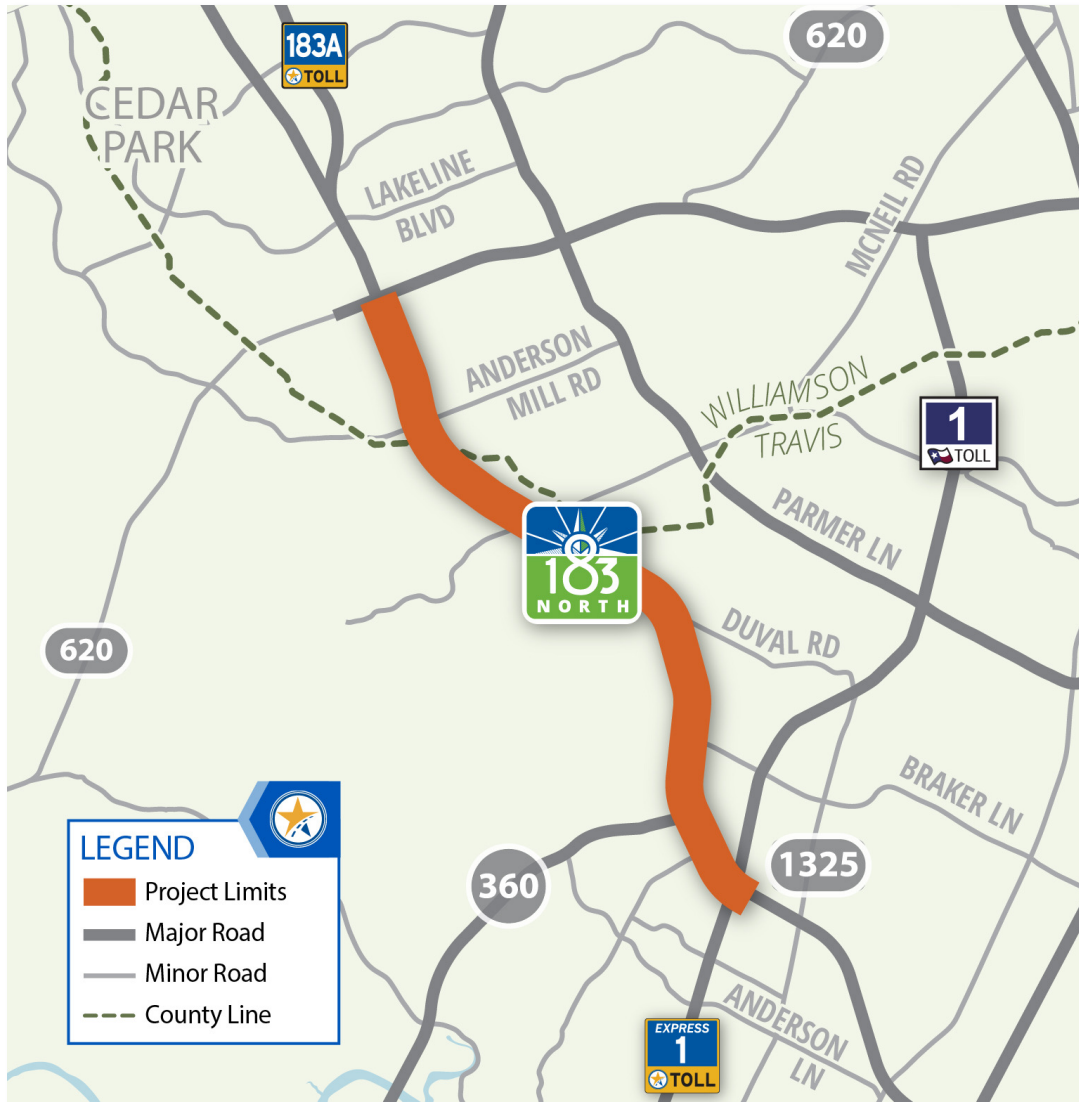 183A
TOLL
620
CEDAR
PARK
LAKELINE
BLVD
MCNEIL RD
ANDERSON
MILL RD
WILLIAMSON
TRAVIS
1
TOLL
PARMER LN
183
NORTH
DUVAL RD
620
BRAKER LN
LEGEND
Project Limits
Major Road
Minor Road
County Line
360
1325
ANDERSON
LN
EXPRESS
1
TOLL